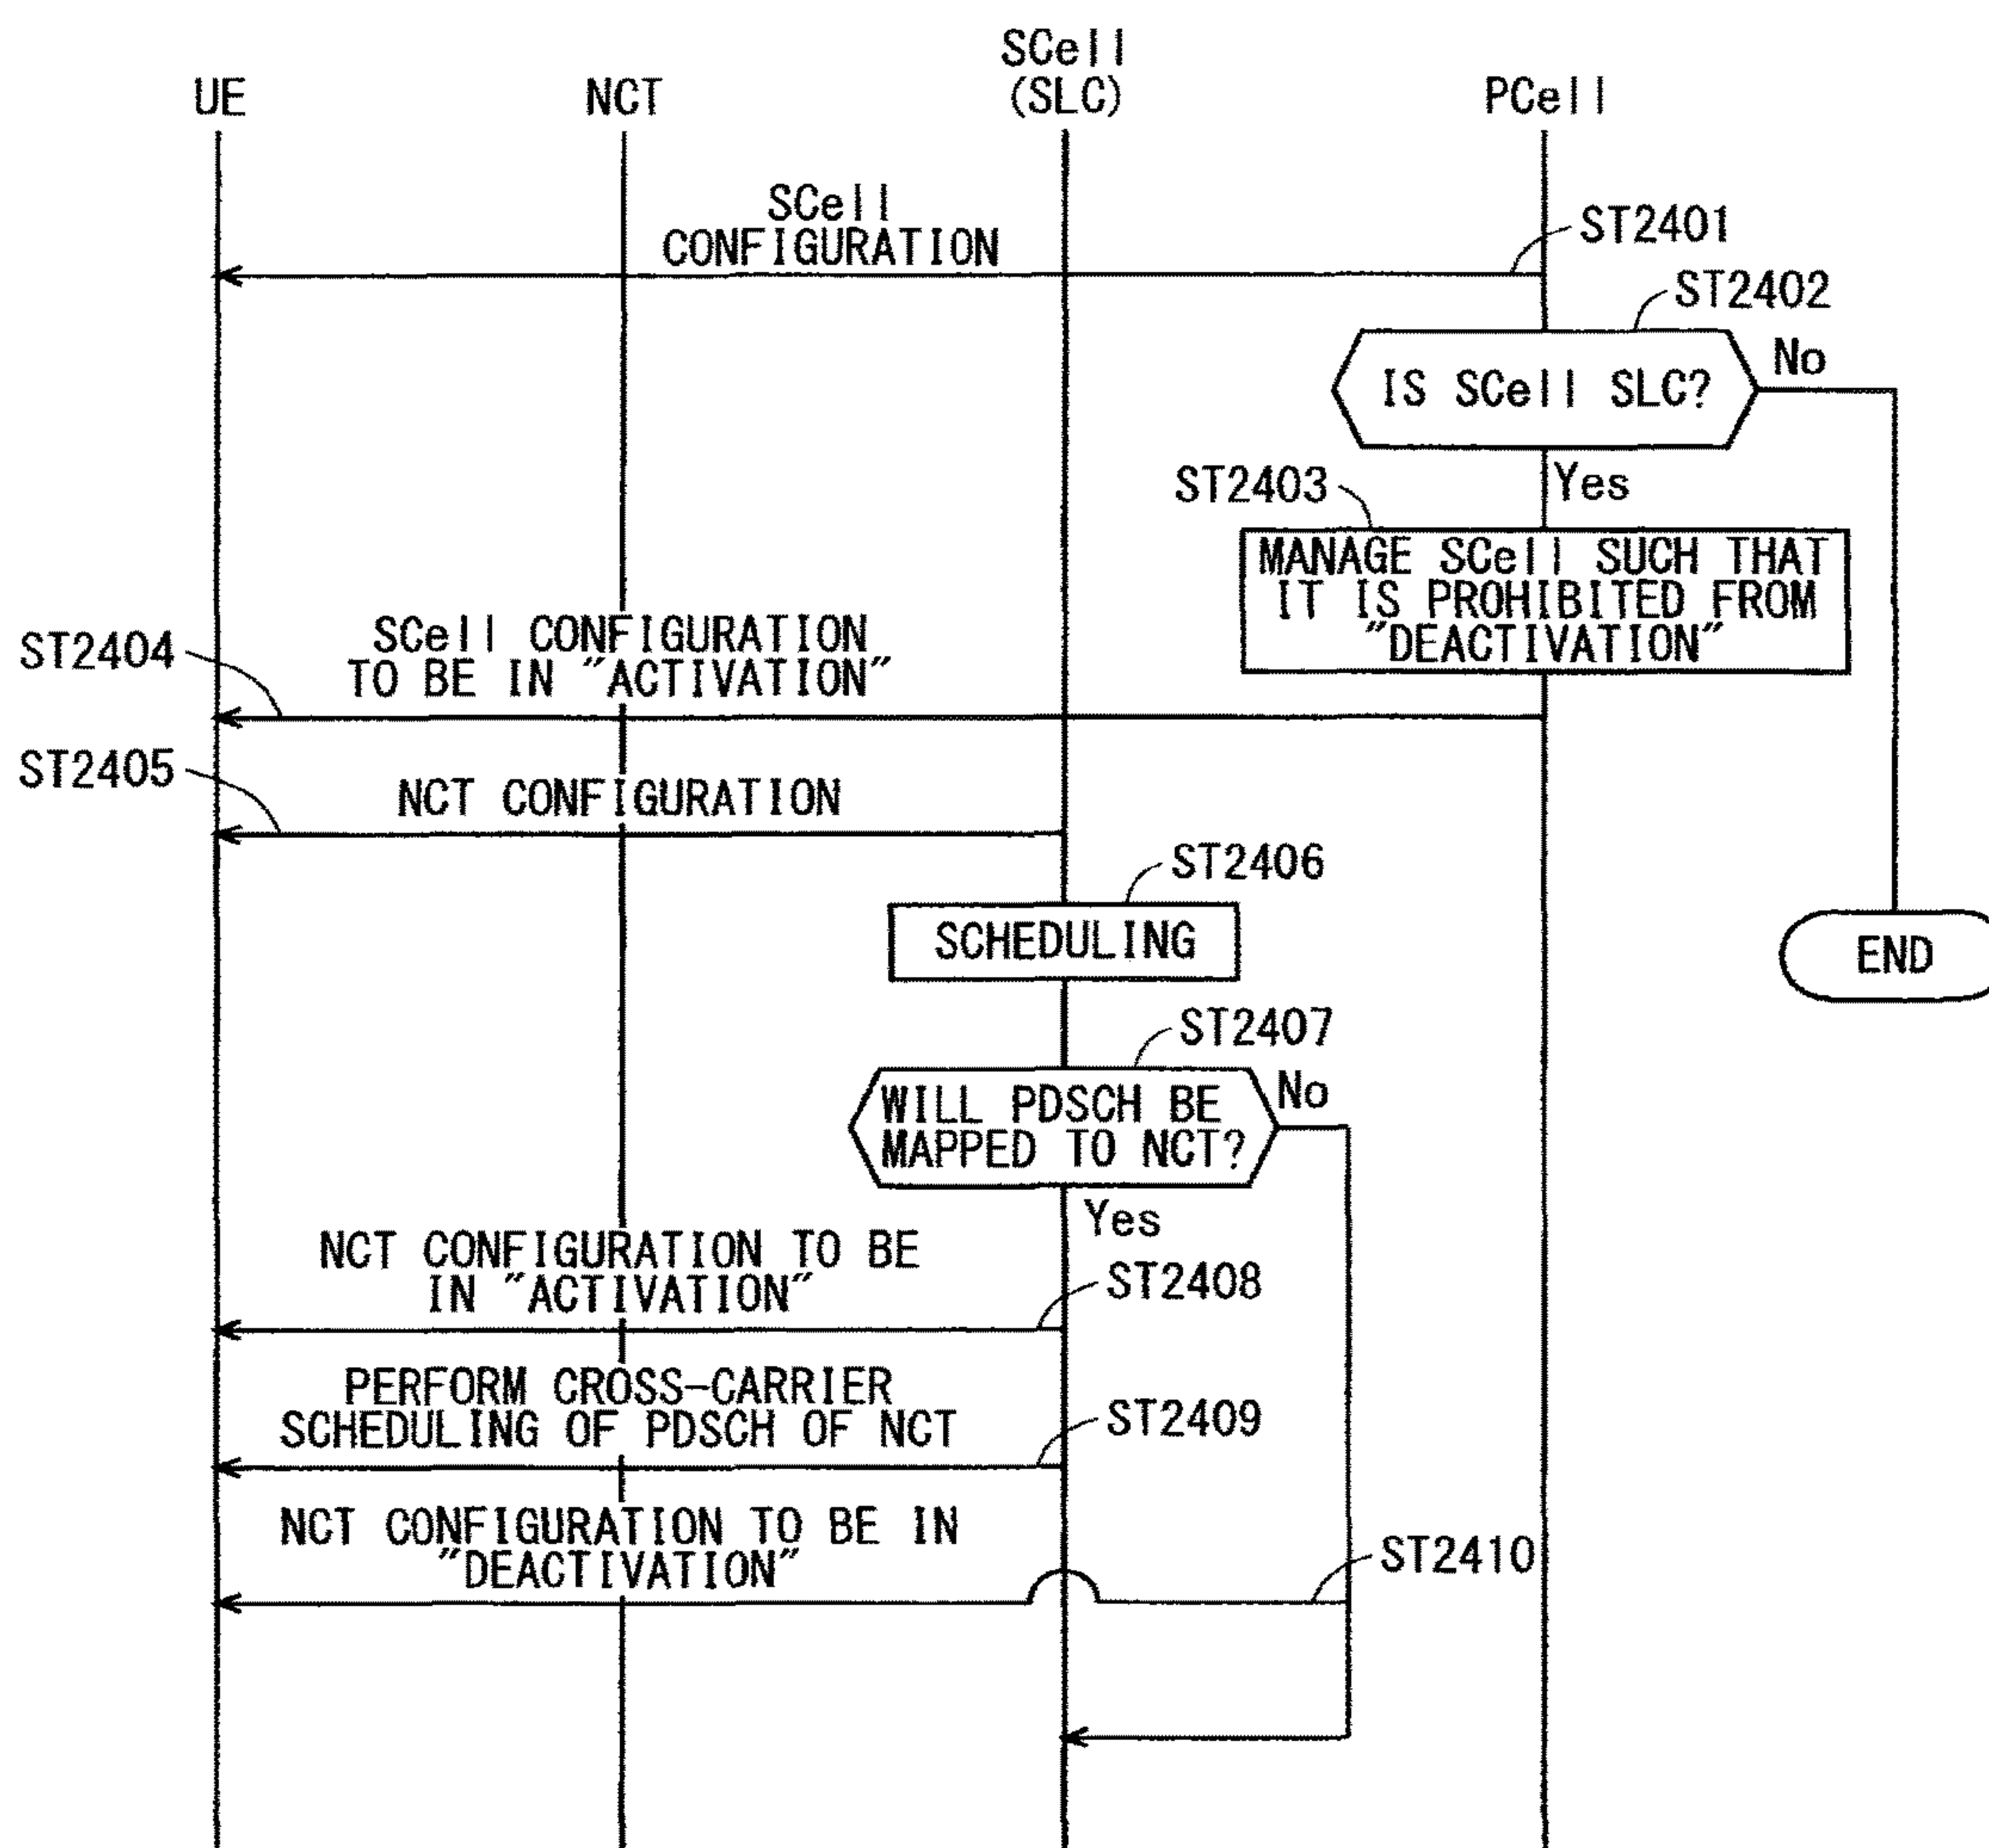 UE
NCT
SCell
(SLC)
PCell
SCell
CONFIGURATION
ST2401
ST2402
IS SCell SLC?
No
Yes
ST2403
MANAGE SCell SUCH THAT
IT IS PROHIBITED FROM
"DEACTIVATION"
ST2404
SCell CONFIGURATION
TO BE IN "ACTIVATION"
ST2405
NCT CONFIGURATION
ST2406
SCHEDULING
END
ST2407
WILL PDSCH BE
MAPPED TO NCT?
No
Yes
NCT CONFIGURATION TO BE
IN "ACTIVATION"
ST2408
PERFORM CROSS-CARRIER
SCHEDULING OF PDSCH OF NCT
ST2409
NCT CONFIGURATION TO BE IN
"DEACTIVATION"
ST2410